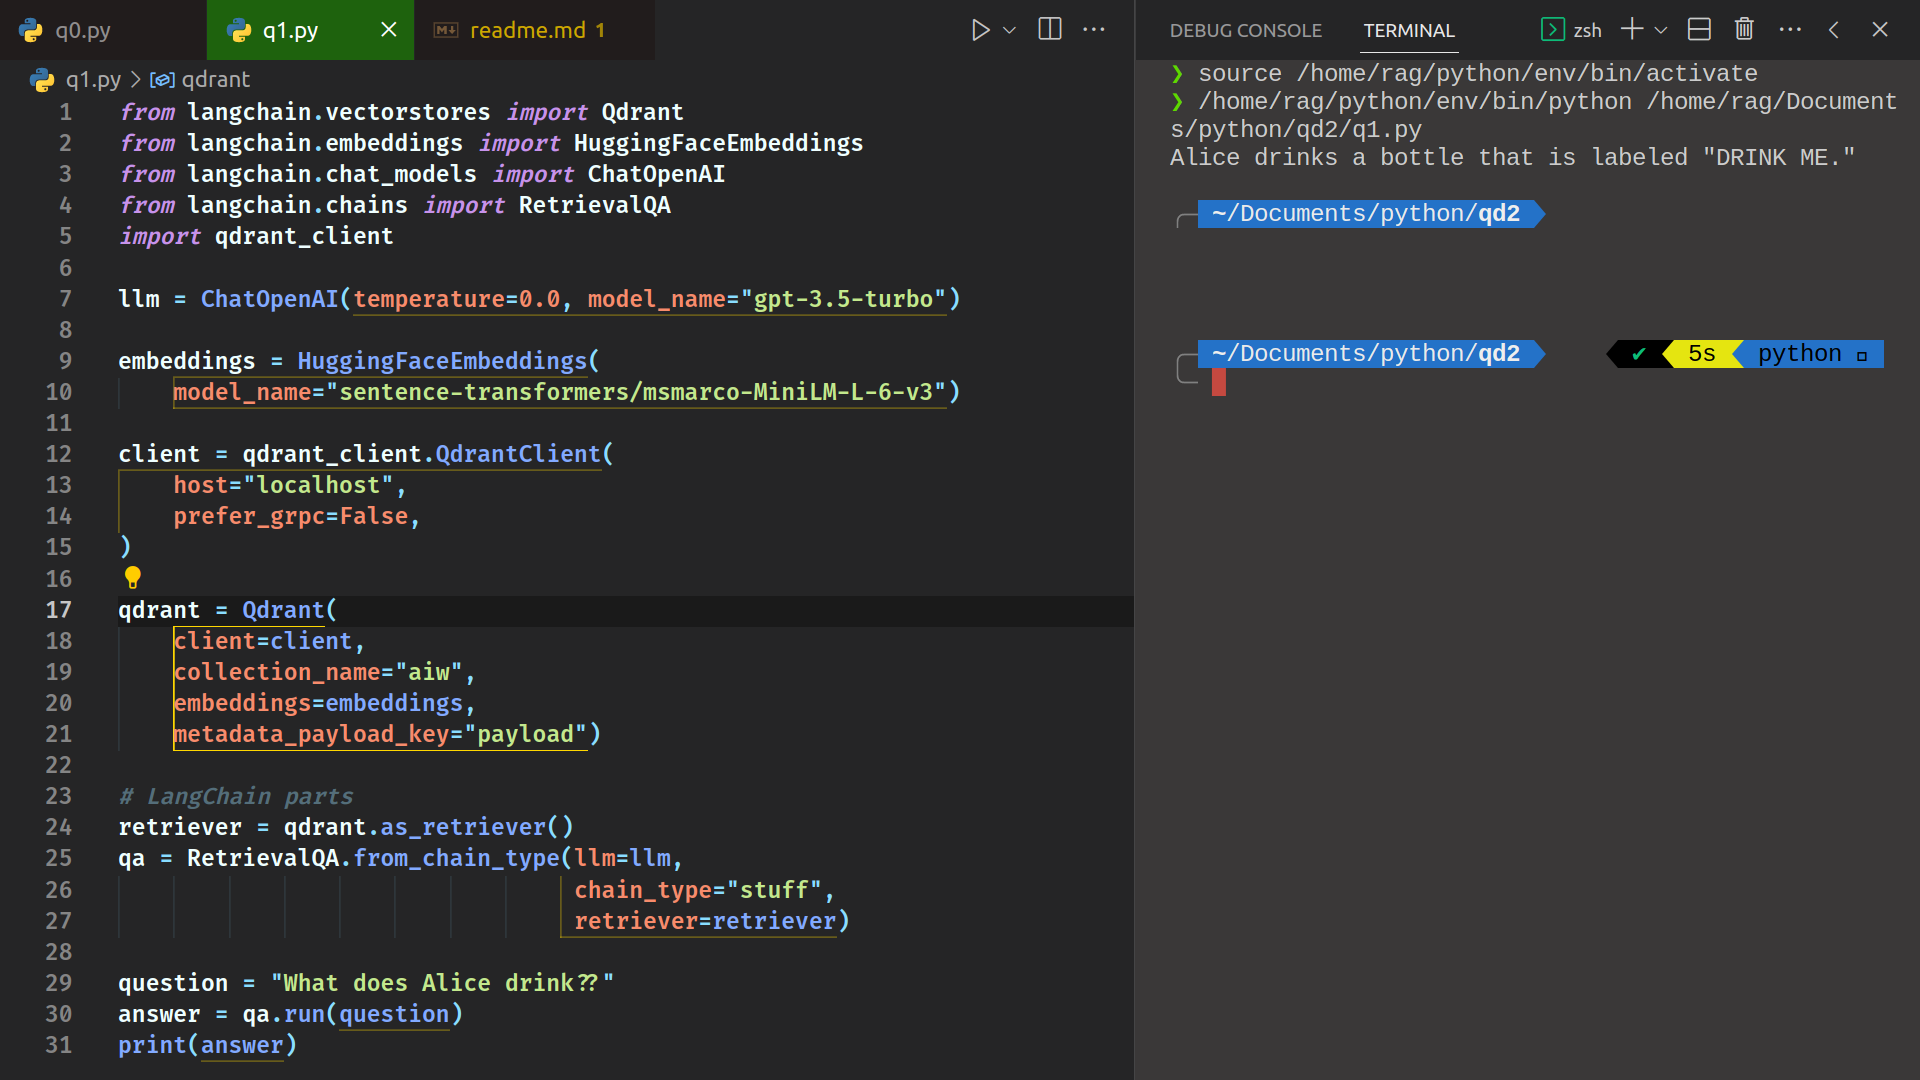 q0.py
q1.py
readme.md 1
q1.py > qdrant
1 from langchain.vectorstores import Qdrant
2 from langchain.embeddings import HuggingFaceEmbeddings
3 from langchain.chat_models import ChatOpenAI
4 from langchain.chains import RetrievalQA
5 import qdrant_client
6
7 llm = ChatOpenAI(temperature=0.0, model_name="gpt-3.5-turbo")
8
9 embeddings = HuggingFaceEmbeddings(
10     model_name="sentence-transformers/msmarco-MiniLM-L-6-v3")
11
12 client = qdrant_client.QdrantClient(
13     host="localhost",
14     prefer_grpc=False,
15 )
16
17 qdrant = Qdrant(
18     client=client,
19     collection_name="aiw",
20     embeddings=embeddings,
21     metadata_payload_key="payload")
22
23 # LangChain parts
24 retriever = qdrant.as_retriever()
25 qa = RetrievalQA.from_chain_type(llm=llm,
26                                  chain_type="stuff",
27                                  retriever=retriever)
28
29 question = "What does Alice drink??"
30 answer = qa.run(question)
31 print(answer)
DEBUG CONSOLE TERMINAL zsh
❯ source /home/rag/python/env/bin/activate
❯ /home/rag/python/env/bin/python /home/rag/Document
s/python/qd2/q1.py
Alice drinks a bottle that is labeled "DRINK ME."
~/Documents/python/qd2
~/Documents/python/qd2 ✔ 5s python